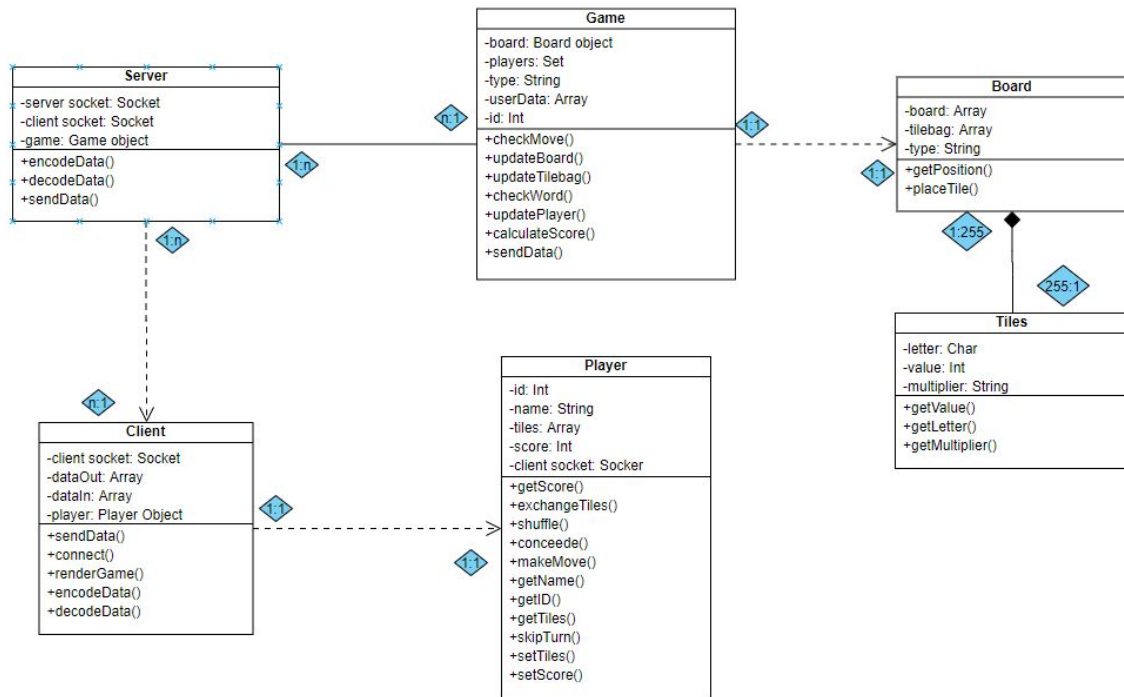 Server
-server socket: Socket
-client socket: Socket
-game: Game object
+encodeData()
+decodeData()
+sendData()
1:n
1:n
n:1
Game
-board: Board object
-players: Set
-type: String
-userData: Array
-id: Int
+checkMove()
+updateBoard()
+updateTilebag()
+checkWord()
+updatePlayer()
+calculateScore()
+sendData()
1:1
1:1
Board
-board: Array
-tilebag: Array
-type: String
+getPosition()
+placeTile()
1:255
255:1
Tiles
-letter: Char
-value: Int
-multiplier: String
+getValue()
+getLetter()
+getMultiplier()
n:1
Client
-client socket: Socket
-dataOut: Array
-dataIn: Array
-player: Player Object
+sendData()
+connect()
+renderGame()
+encodeData()
+decodeData()
1:1
1:1
Player
-id: Int
-name: String
-tiles: Array
-score: Int
-client socket: Socker
+getScore()
+exchangeTiles()
+shuffle()
+conceede()
+makeMove()
+getName()
+getID()
+getTiles()
+skipTurn()
+setTiles()
+setScore()